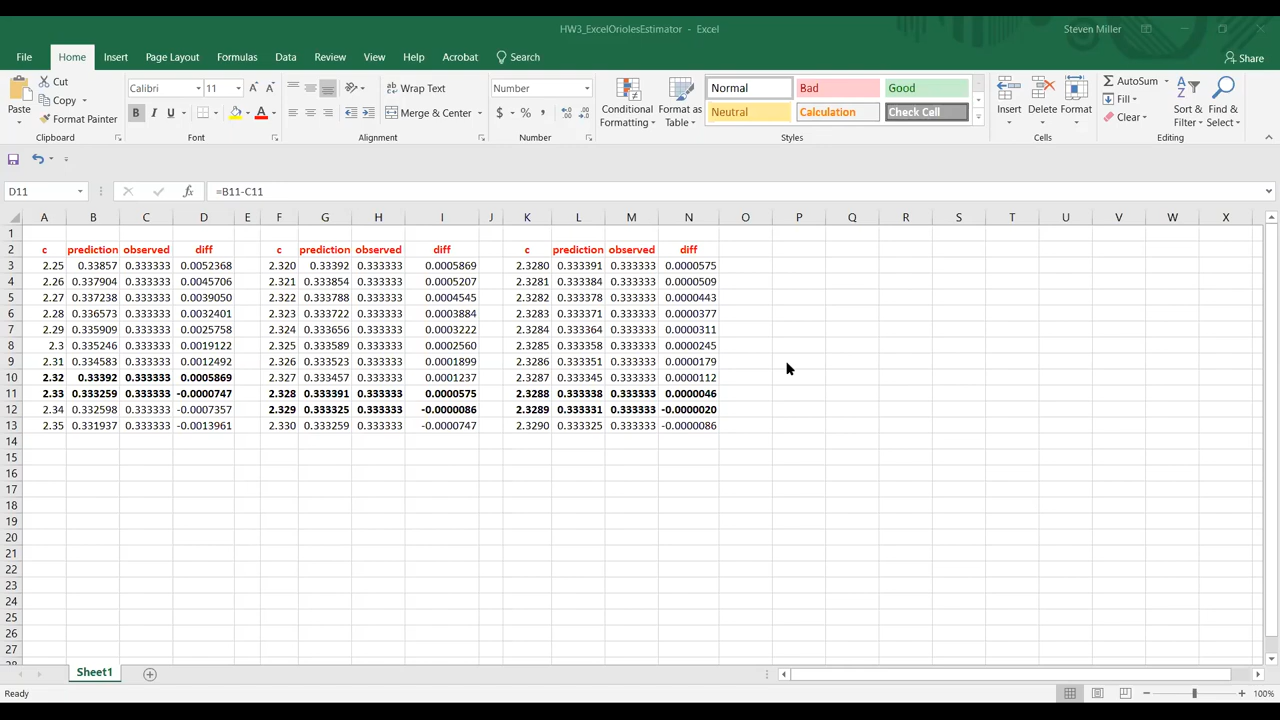 HW3_ExcelOriolesEstimator - Excel
Steven Miller
File Home Insert Page Layout Formulas Data Review View Help Acrobat Search Share
Paste
Cut
Copy
Format Painter
Calibri 11
B I U
Wrap Text
Merge & Center
Number
$ % ,
Conditional Formatting
Format as Table
Normal Bad Good
Neutral Calculation Check Cell
Insert Delete Format
AutoSum
Fill
Clear
Sort & Filter
Find & Select
Clipboard Font Alignment Number Styles Cells Editing
D11 fx =B11-C11
A B C D E F G H I J K L M N O P Q R S T U V W X
1
2 c prediction observed diff c prediction observed diff c prediction observed diff
3 2.25 0.33857 0.333333 0.0052368 2.320 0.33392 0.333333 0.0005869 2.3280 0.333391 0.333333 0.0000575
4 2.26 0.337904 0.333333 0.0045706 2.321 0.333854 0.333333 0.0005207 2.3281 0.333384 0.333333 0.0000509
5 2.27 0.337238 0.333333 0.0039050 2.322 0.333788 0.333333 0.0004545 2.3282 0.333378 0.333333 0.0000443
6 2.28 0.336573 0.333333 0.0032401 2.323 0.333722 0.333333 0.0003884 2.3283 0.333371 0.333333 0.0000377
7 2.29 0.335909 0.333333 0.0025758 2.324 0.333656 0.333333 0.0003222 2.3284 0.333364 0.333333 0.0000311
8 2.3 0.335246 0.333333 0.0019122 2.325 0.333589 0.333333 0.0002560 2.3285 0.333358 0.333333 0.0000245
9 2.31 0.334583 0.333333 0.0012492 2.326 0.333523 0.333333 0.0001899 2.3286 0.333351 0.333333 0.0000179
10 2.32 0.33392 0.333333 0.0005869 2.327 0.333457 0.333333 0.0001237 2.3287 0.333345 0.333333 0.0000112
11 2.33 0.333259 0.333333 -0.0000747 2.328 0.333391 0.333333 0.0000575 2.3288 0.333338 0.333333 0.0000046
12 2.34 0.332598 0.333333 -0.0007357 2.329 0.333325 0.333333 -0.0000086 2.3289 0.333331 0.333333 -0.0000020
13 2.35 0.331937 0.333333 -0.0013961 2.330 0.333259 0.333333 -0.0000747 2.3290 0.333325 0.333333 -0.0000086
14
15
16
17
18
19
20
21
22
23
24
25
26
27
28
Sheet1
Ready
100%